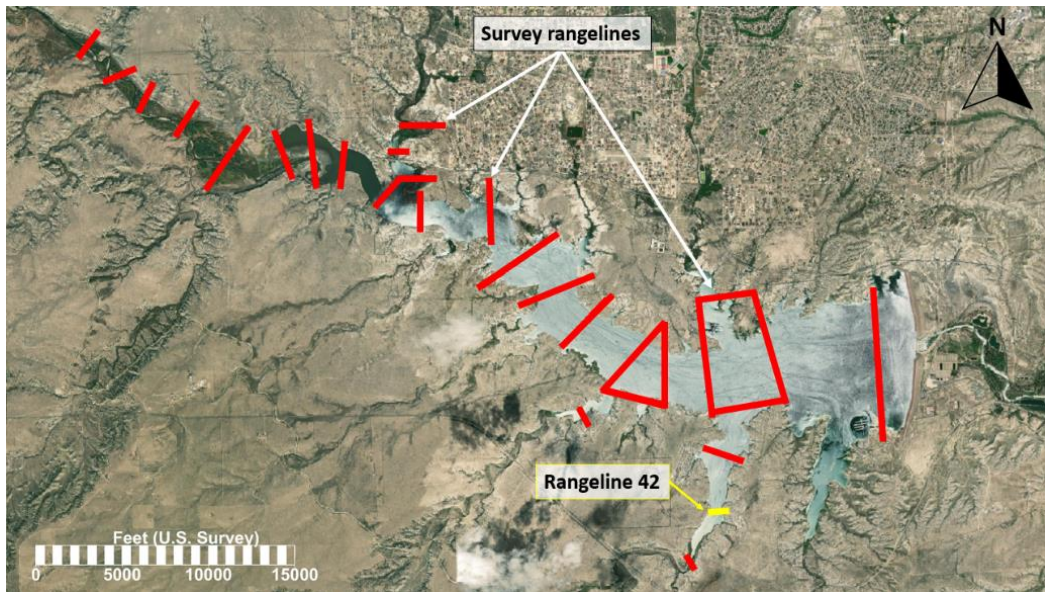 Survey rangelines
N
Rangeline 42
Feet (U.S. Survey)
0 5000 10000 15000